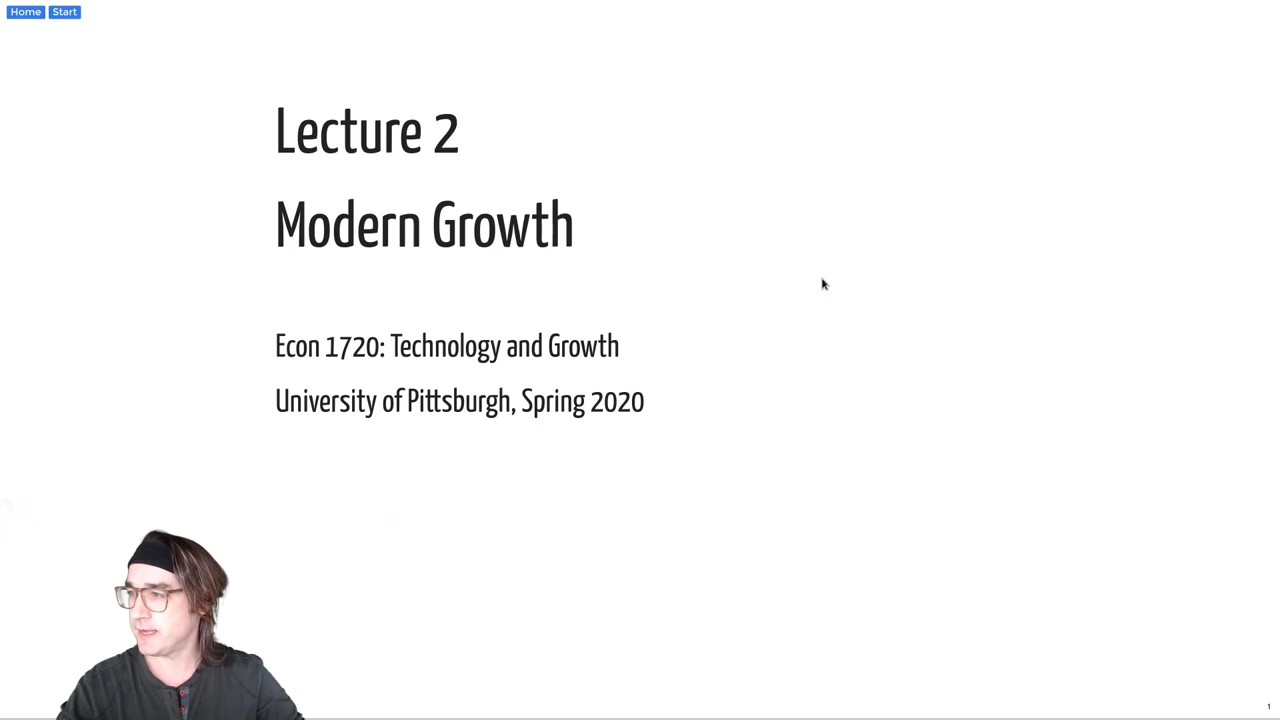 Home Start
Lecture 2
Modern Growth
Econ 1720: Technology and Growth
University of Pittsburgh, Spring 2020
1